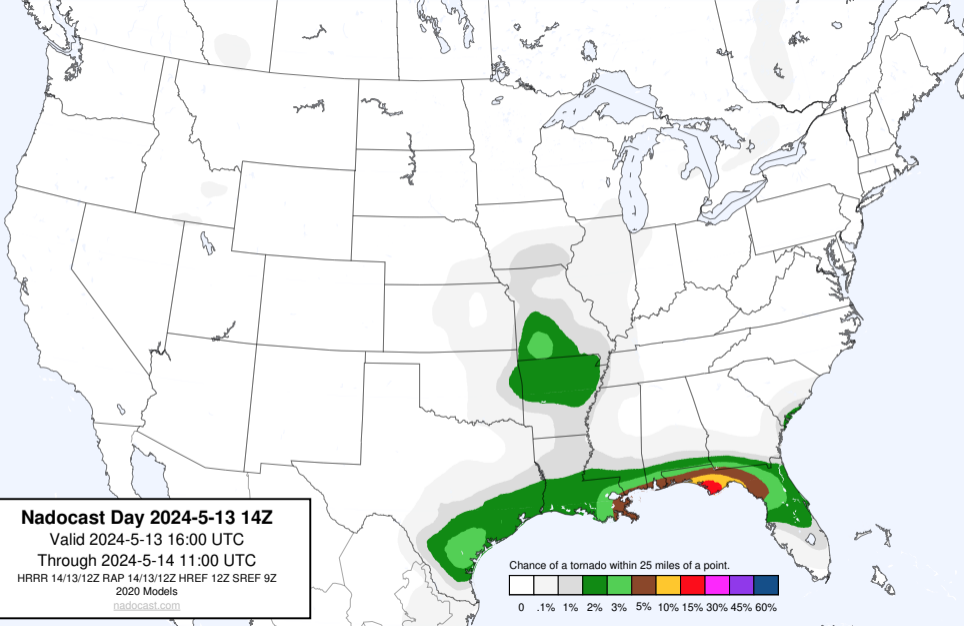 Nadocast Day 2024-5-13 14Z
Valid 2024-5-13 16:00 UTC
Through 2024-5-14 11:00 UTC
HRRR 14/13/12Z RAP 14/13/12Z HREF 12Z SREF 9Z
2020 Models
nadocast.com
Chance of a tornado within 25 miles of a point.
0 .1% 1% 2% 3% 5% 10% 15% 30% 45% 60%